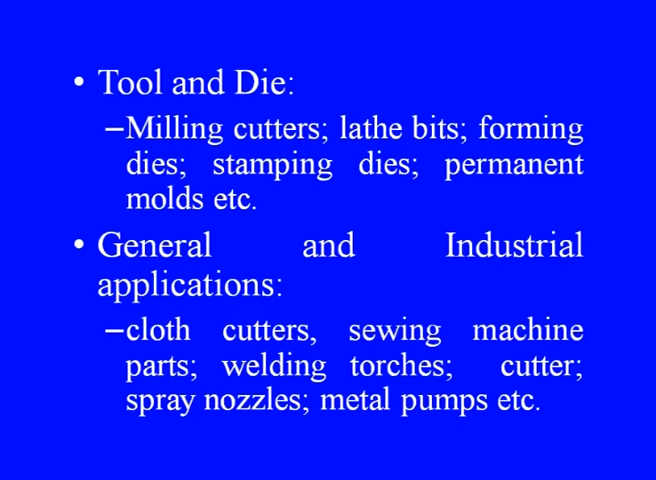 • Tool and Die:
–Milling cutters; lathe bits; forming
dies; stamping dies; permanent
molds etc.
• General and Industrial
applications:
–cloth cutters, sewing machine
parts; welding torches; cutter;
spray nozzles; metal pumps etc.